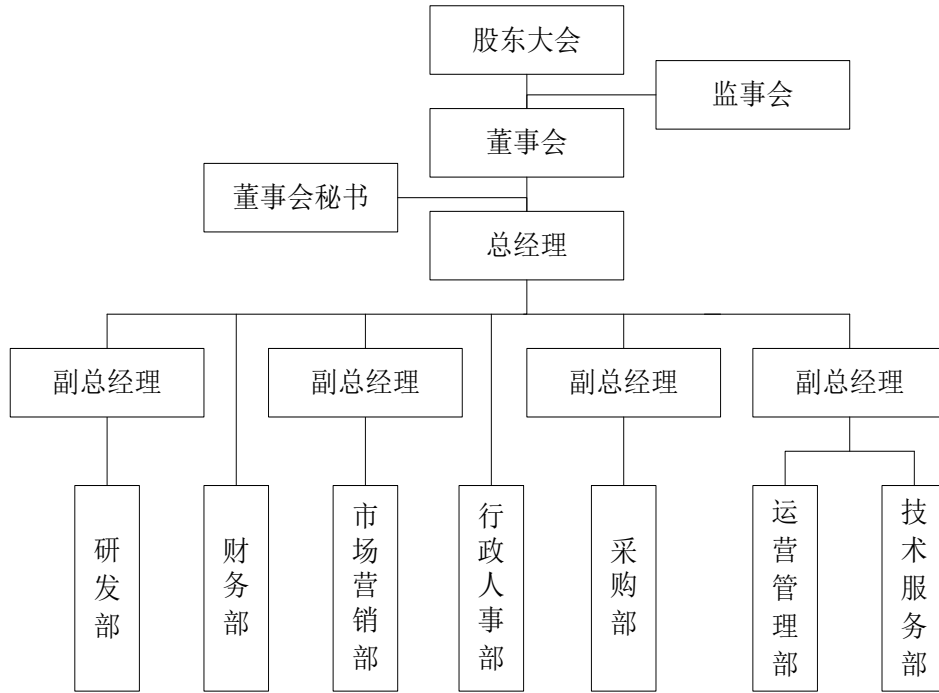 股东大会
监事会
董事会
董事会秘书
总经理
副总经理
副总经理
副总经理
副总经理
研发部
财务部
市场营销部
行政人事部
采购部
运营管理部
技术服务部